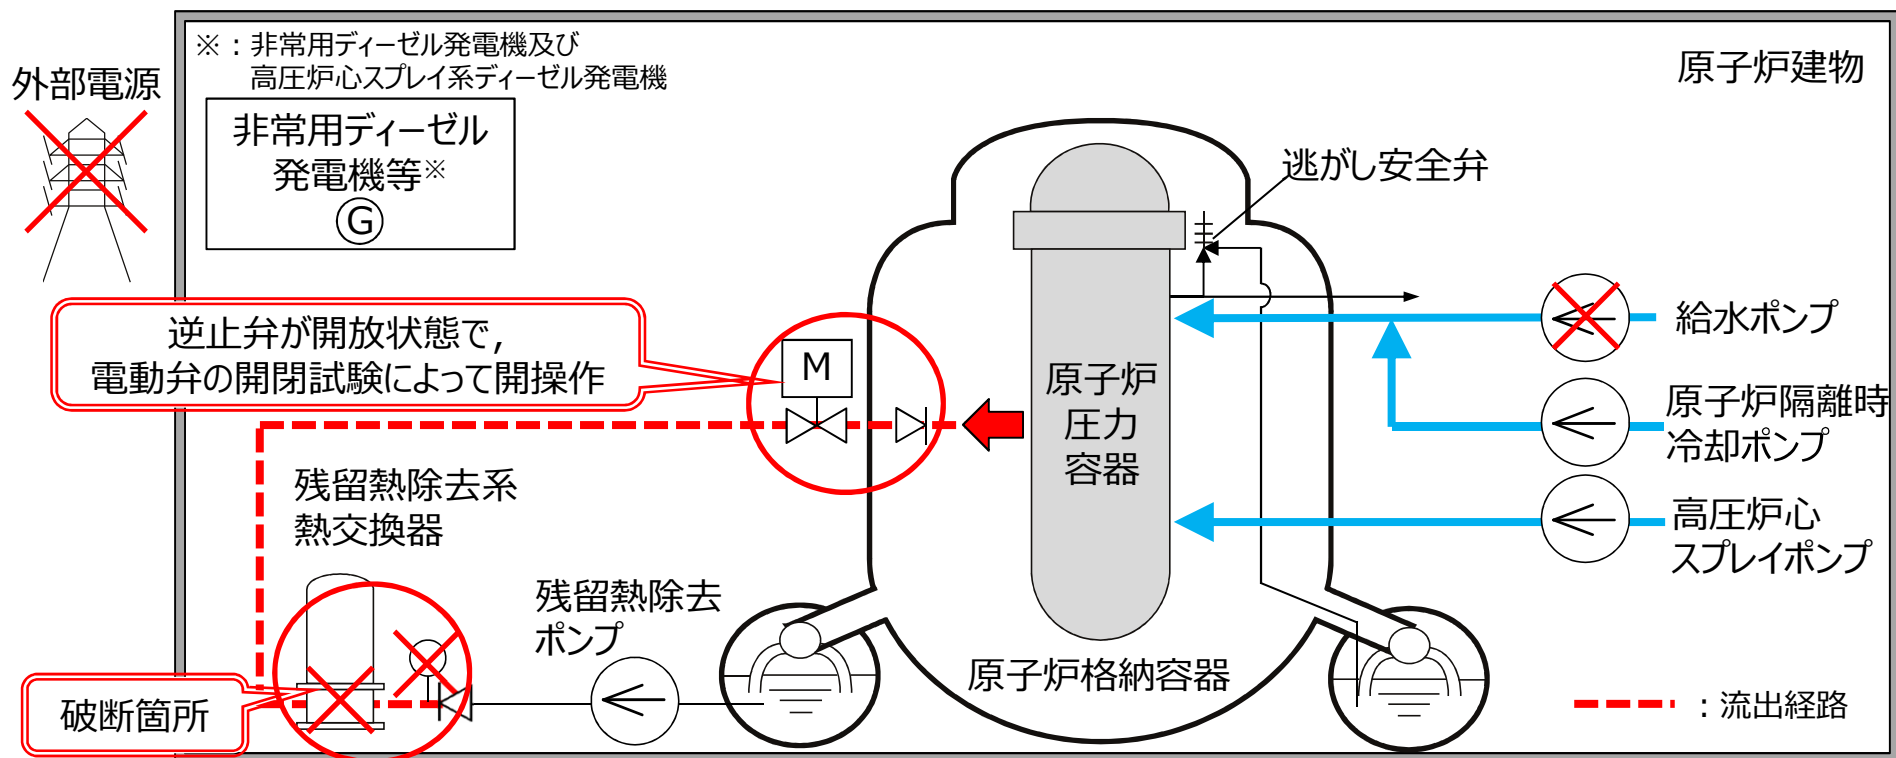 ※：非常用ディーゼル発電機及び
高圧炉心スプレイ系ディーゼル発電機
原子炉建物
外部電源
非常用ディーゼル
発電機等※
G
逃がし安全弁
逆止弁が開放状態で，
電動弁の開閉試験によって開操作
M
給水ポンプ
原子炉
圧力
容器
原子炉隔離時
冷却ポンプ
残留熱除去系
熱交換器
高圧炉心
スプレイポンプ
残留熱除去
ポンプ
原子炉格納容器
破断箇所
：流出経路